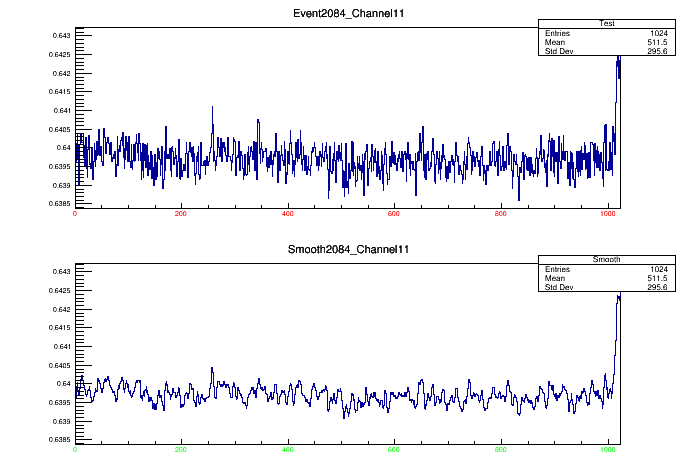 Event2084_Channel11
Test
Entries 1024
Mean 511.5
Std Dev 295.6
0.643
0.6425
0.642
0.6415
0.641
0.6405
0.64
0.6395
0.639
0.6385
0 200 400 600 800 1000
Smooth2084_Channel11
Smooth
Entries 1024
Mean 511.5
Std Dev 295.6
0.643
0.6425
0.642
0.6415
0.641
0.6405
0.64
0.6395
0.639
0.6385
0 200 400 600 800 1000